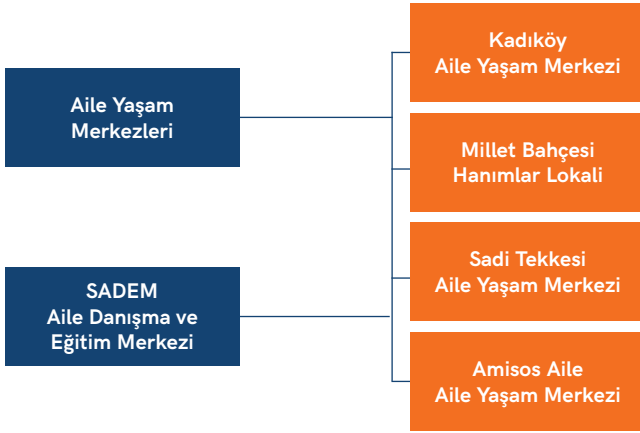 Aile Yaşam
Merkezleri
SADEM
Aile Danışma ve
Eğitim Merkezi
Kadıköy
Aile Yaşam Merkezi
Millet Bahçesi
Hanımlar Lokali
Sadi Tekkesi
Aile Yaşam Merkezi
Amisos Aile
Aile Yaşam Merkezi